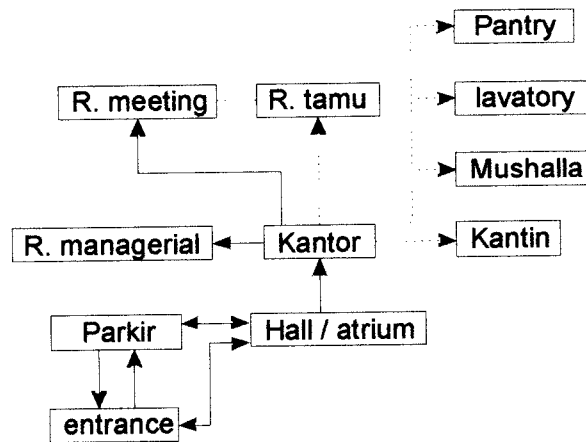 Pantry
R. meeting
R. tamu
lavatory
Mushalla
R. managerial
Kantor
Kantin
Parkir
Hall / atrium
entrance